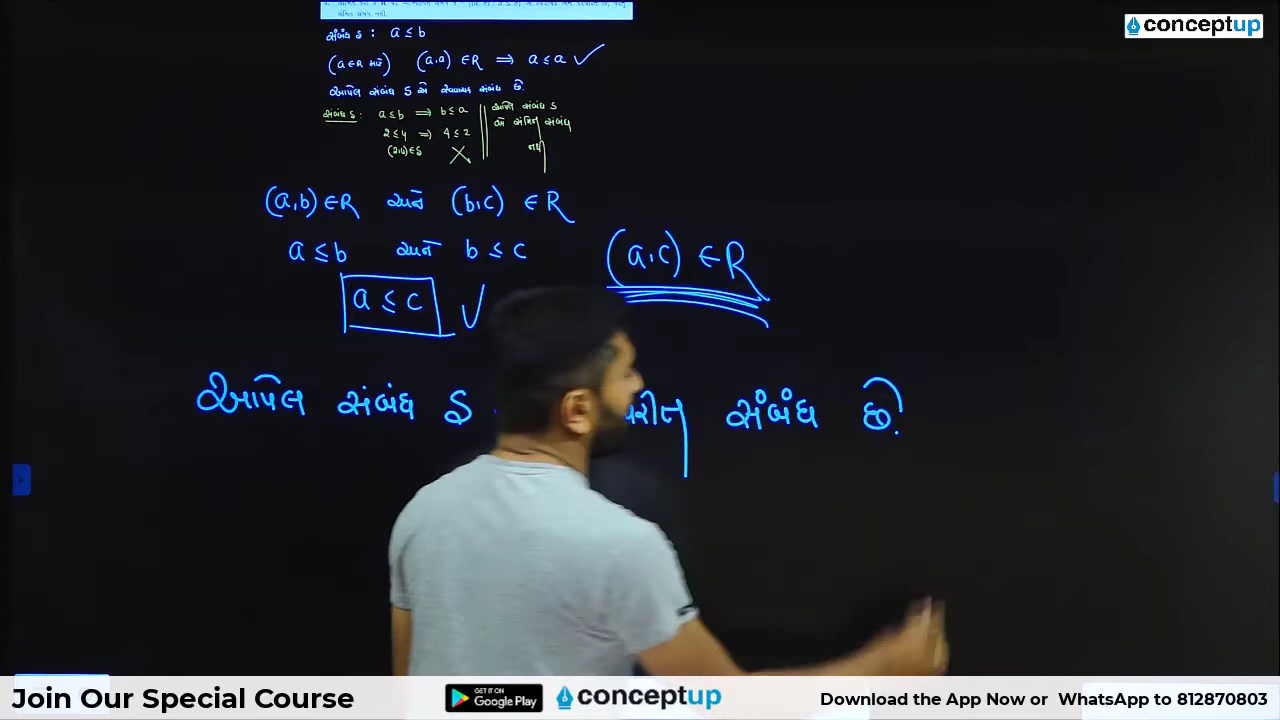 conceptup
સંબંધ S : a ≤ b
(a∈R માટે) (a,a) ∈R ⟹ a ≤ a ✓
આપેલ સંબંધ S એ સ્વવાચક સંબંધ છે.
સંબંધ S : a ≤ b ⟹ b ≤ a
2 ≤ 4 ⟹ 4 ≤ 2
(2,4)∈S ✗
આપેલ સંબંધ S
એ સંમિત સંબંધ
નથી
(a,b) ∈R અને (b,c) ∈ R
a ≤ b અને b ≤ c
(a,c) ∈ R
a ≤ c ✓
આપેલ સંબંધ S સંબંધ છે.
Join Our Special Course
GET IT ON
Google Play
conceptup
Download the App Now or WhatsApp to 812870803